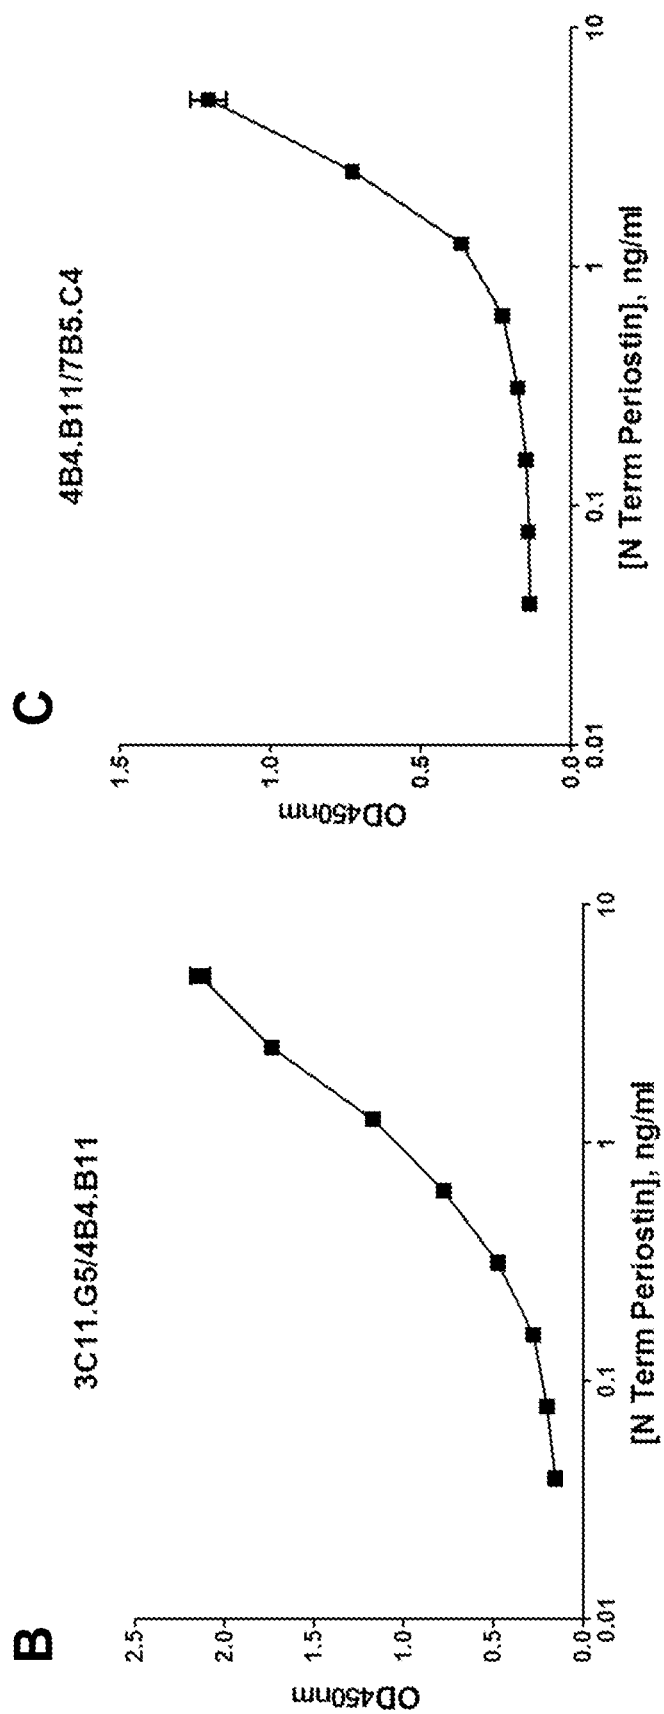 B
3C11.G5/4B4.B11
OD450nm
2.5
2.0
1.5
1.0
0.5
0.0
0.01
0.1
1
10
[N Term Periostin], ng/ml
C
4B4.B11/7B5.C4
OD450nm
1.5
1.0
0.5
0.0
0.01
0.1
1
10
[N Term Periostin], ng/ml